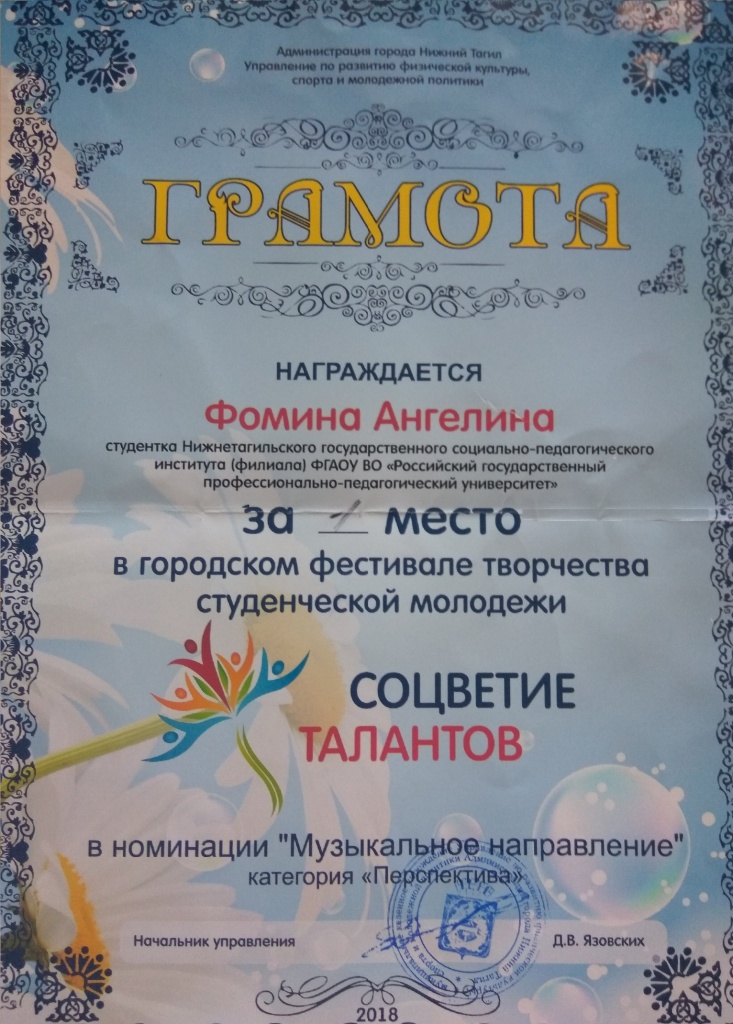 Администрация города Нижний Тагил
Управление по развитию физической культуры,
спорта и молодежной политики
ГРАМОТА
НАГРАЖДАЕТСЯ
Фомина Ангелина
студентка Нижнетагильского государственного социально-педагогического
института (филиала) ФГАОУ ВО «Российский государственный
профессионально-педагогический университет»
за 1 место
в городском фестивале творчества
студенческой молодежи
СОЦВЕТИЕ
ТАЛАНТОВ
в номинации "Музыкальное направление"
категория «Перспектива»
Начальник управления
Д.В. Язовских
2018